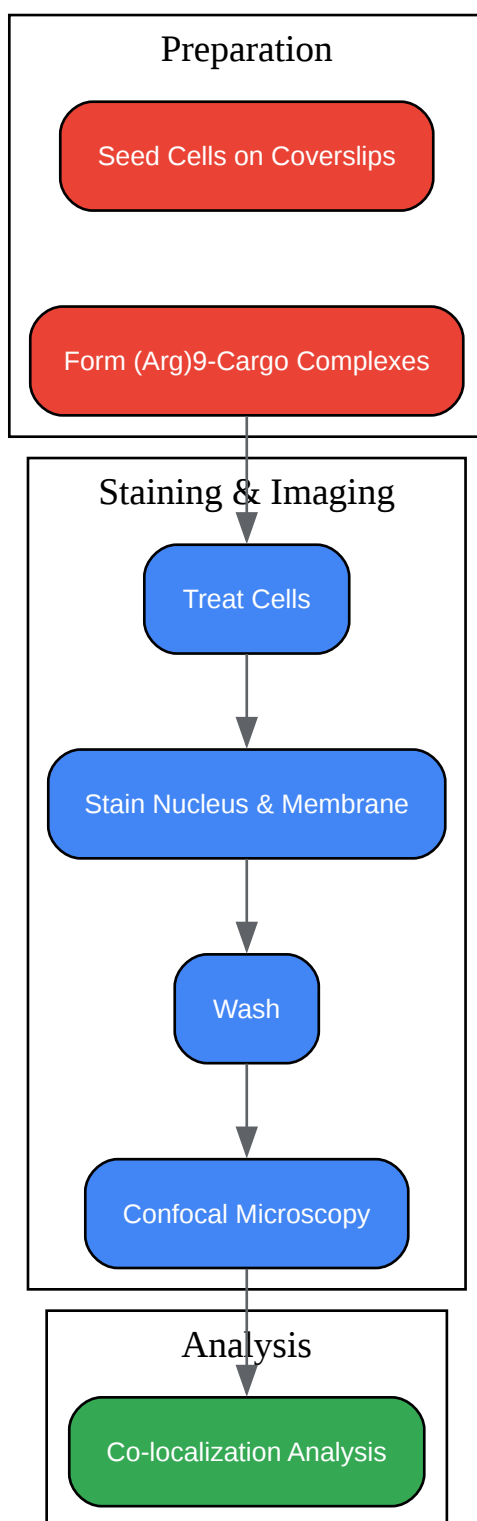 Preparation
Seed Cells on Coverslips
Form (Arg)9-Cargo Complexes
Staining & Imaging
Treat Cells
Stain Nucleus & Membrane
Wash
Confocal Microscopy
Analysis
Co-localization Analysis